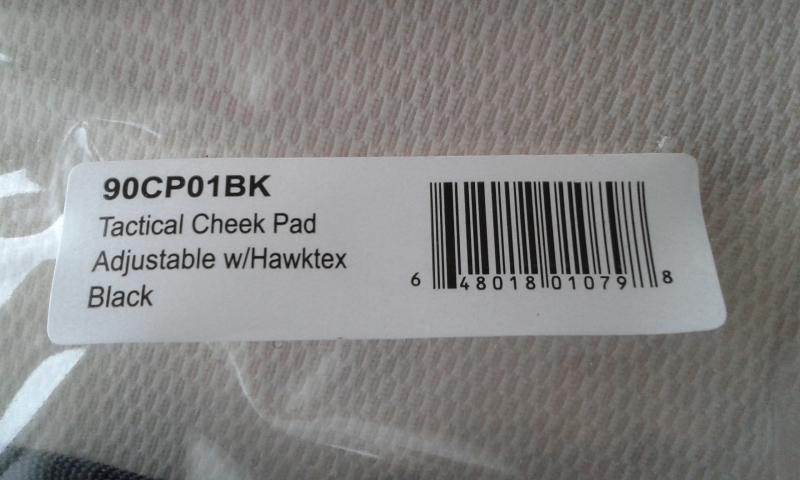 90CP01BK
Tactical Cheek Pad
Adjustable w/Hawktex
Black
6 48018 01079 8